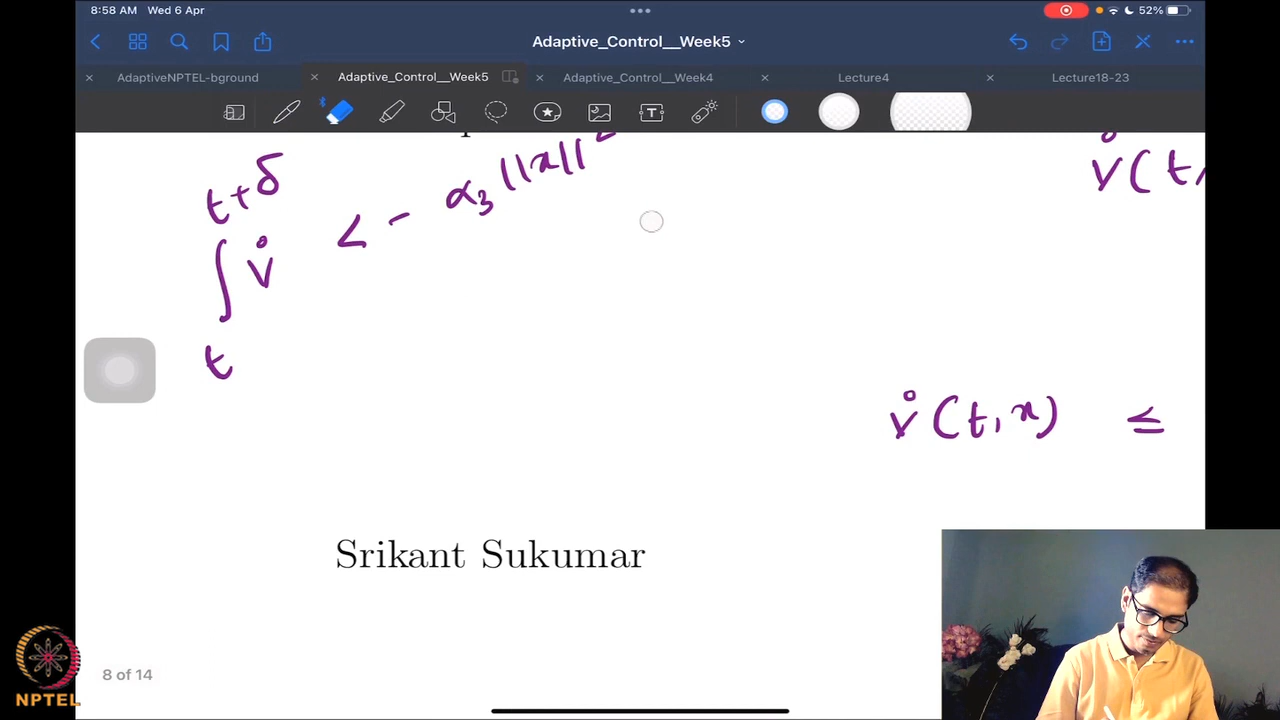 8:58 AM Wed 6 Apr
52%
Adaptive_Control__Week5
AdaptiveNPTEL-bground
Adaptive_Control__Week5
Adaptive_Control__Week4
Lecture4
Lecture18-23
t+δ
∫ V̇ < - α₃ ||x||²
t
V̇(t,
V̇(t,x) ≤
Srikant Sukumar
8 of 14
NPTEL